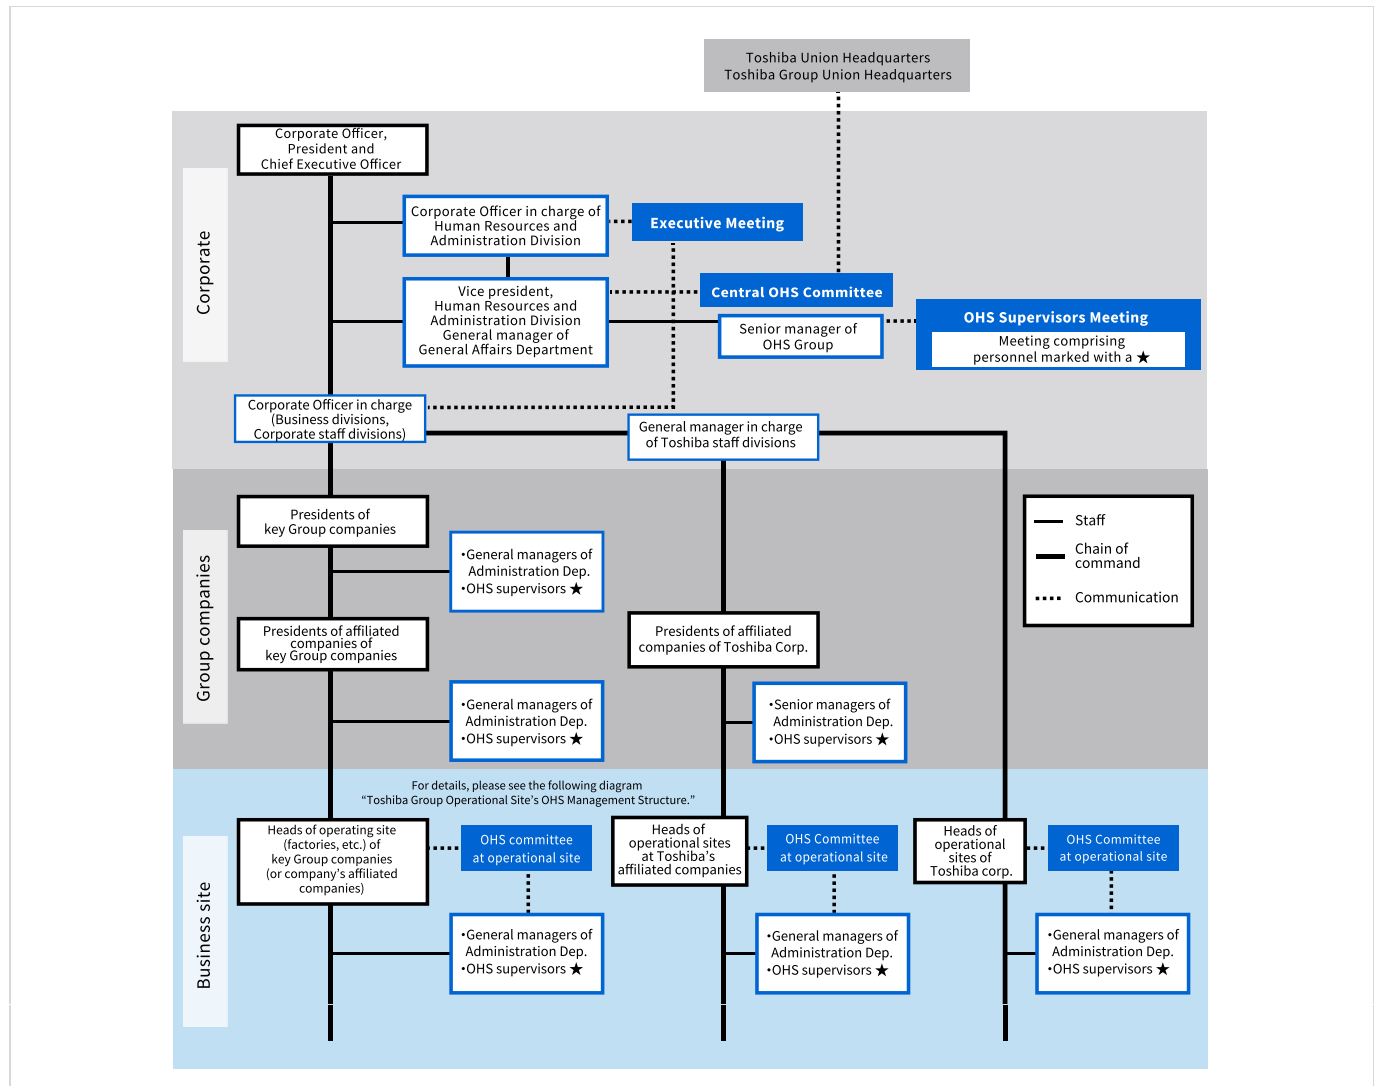 Toshiba Union Headquarters
Toshiba Group Union Headquarters
Corporate
Corporate Officer,
President and
Chief Executive Officer
Corporate Officer in charge of
Human Resources and
Administration Division
Executive Meeting
Vice president,
Human Resources and
Administration Division
General manager of
General Affairs Department
Central OHS Committee
Senior manager of
OHS Group
OHS Supervisors Meeting
Meeting comprising
personnel marked with a ★
Corporate Officer in charge
(Business divisions,
Corporate staff divisions)
General manager in charge
of Toshiba staff divisions
Group companies
Presidents of
key Group companies
•General managers of
Administration Dep.
•OHS supervisors ★
Staff
Chain of
command
Communication
Presidents of affiliated
companies of
key Group companies
Presidents of affiliated
companies of Toshiba Corp.
•General managers of
Administration Dep.
•OHS supervisors ★
•Senior managers of
Administration Dep.
•OHS supervisors ★
Business site
For details, please see the following diagram
“Toshiba Group Operational Site’s OHS Management Structure.”
Heads of operating site
(factories, etc.) of
key Group companies
(or company’s affiliated
companies)
OHS committee
at operational site
Heads of
operational sites
at Toshiba’s
affiliated companies
OHS Committee
at operational site
Heads of
operational
sites of
Toshiba corp.
OHS Committee
at operational site
•General managers of
Administration Dep.
•OHS supervisors ★
•General managers of
Administration Dep.
•OHS supervisors ★
•General managers of
Administration Dep.
•OHS supervisors ★